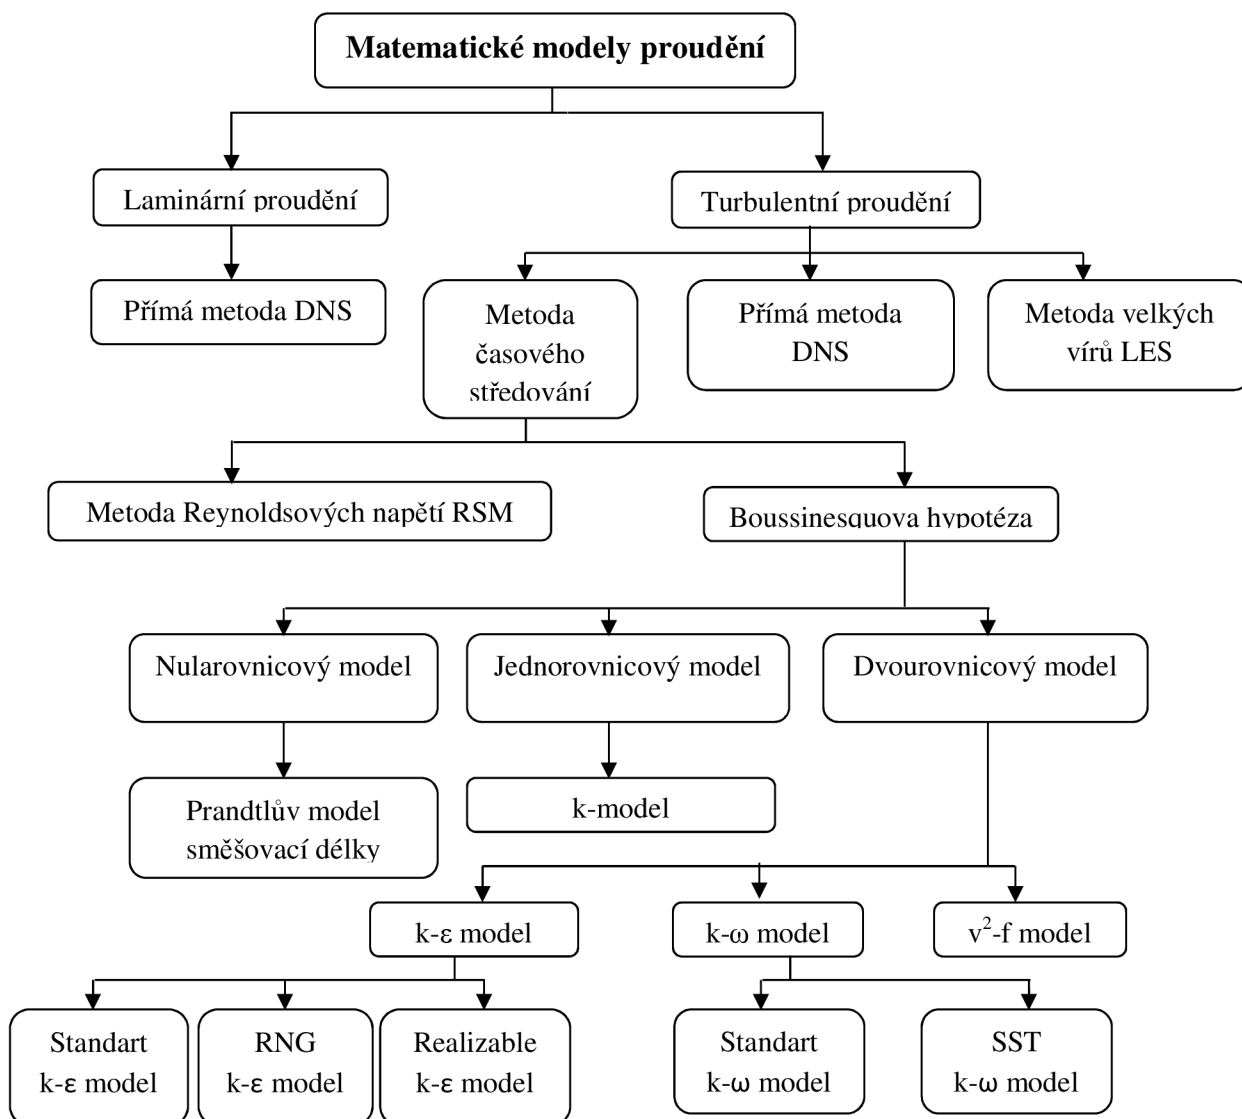 Matematické modely proudění
Laminární proudění
Turbulentní proudění
Přímá metoda DNS
Metoda
časového
středování
Přímá metoda
DNS
Metoda velkých
vírů LES
Metoda Reynoldsových napětí RSM
Boussinesquova hypotéza
Nularovnicový model
Jednorovnicový model
Dvourovnicový model
Prandtlův model
směšovací délky
k-model
k-ε model
k-ω model
v²-f model
Standart
k-ε model
RNG
k-ε model
Realizable
k-ε model
Standart
k-ω model
SST
k-ω model